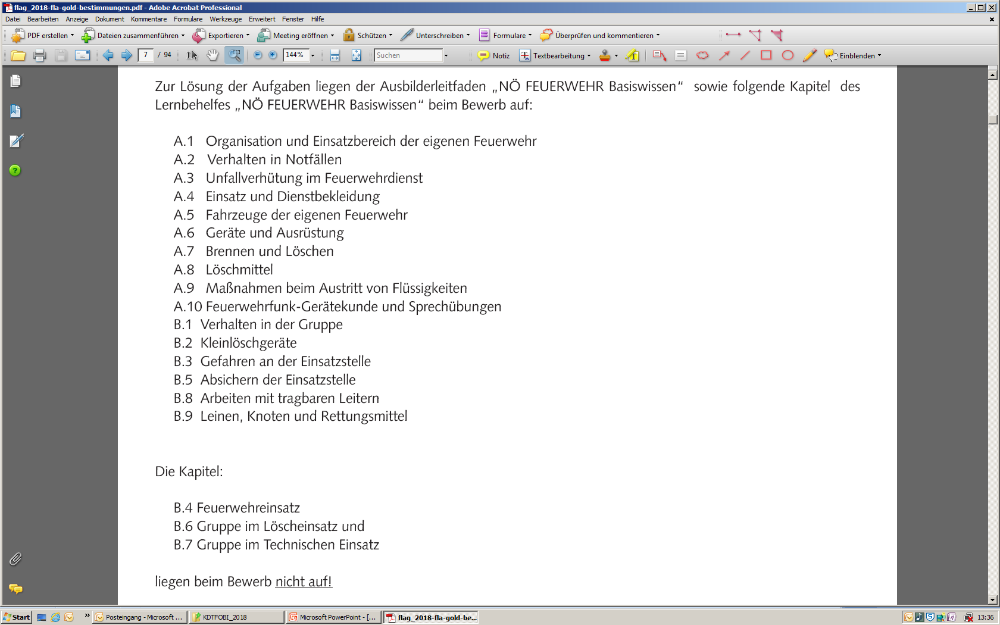 flag_2018-fla-gold-bestimmungen.pdf - Adobe Acrobat Professional
Datei Bearbeiten Anzeige Dokument Kommentare Formulare Werkzeuge Erweitert Fenster Hilfe
PDF erstellen Dateien zusammenführen Exportieren Meeting eröffnen Schützen Unterschreiben Formulare Überprüfen und kommentieren
7 / 94 144% Suchen Notiz Textbearbeitung Einblenden
Zur Lösung der Aufgaben liegen der Ausbilderleitfaden „NÖ FEUERWEHR Basiswissen“ sowie folgende Kapitel des
Lernbehelfes „NÖ FEUERWEHR Basiswissen“ beim Bewerb auf:
A.1 Organisation und Einsatzbereich der eigenen Feuerwehr
A.2 Verhalten in Notfällen
A.3 Unfallverhütung im Feuerwehrdienst
A.4 Einsatz und Dienstbekleidung
A.5 Fahrzeuge der eigenen Feuerwehr
A.6 Geräte und Ausrüstung
A.7 Brennen und Löschen
A.8 Löschmittel
A.9 Maßnahmen beim Austritt von Flüssigkeiten
A.10 Feuerwehrfunk-Gerätekunde und Sprechübungen
B.1 Verhalten in der Gruppe
B.2 Kleinlöschgeräte
B.3 Gefahren an der Einsatzstelle
B.5 Absichern der Einsatzstelle
B.8 Arbeiten mit tragbaren Leitern
B.9 Leinen, Knoten und Rettungsmittel
Die Kapitel:
B.4 Feuerwehreinsatz
B.6 Gruppe im Löscheinsatz und
B.7 Gruppe im Technischen Einsatz
liegen beim Bewerb nicht auf!
Start » Posteingang - Microsoft ... KDTFOBI_2018 Microsoft PowerPoint - [... flag_2018-fla-gold-be... 13:36